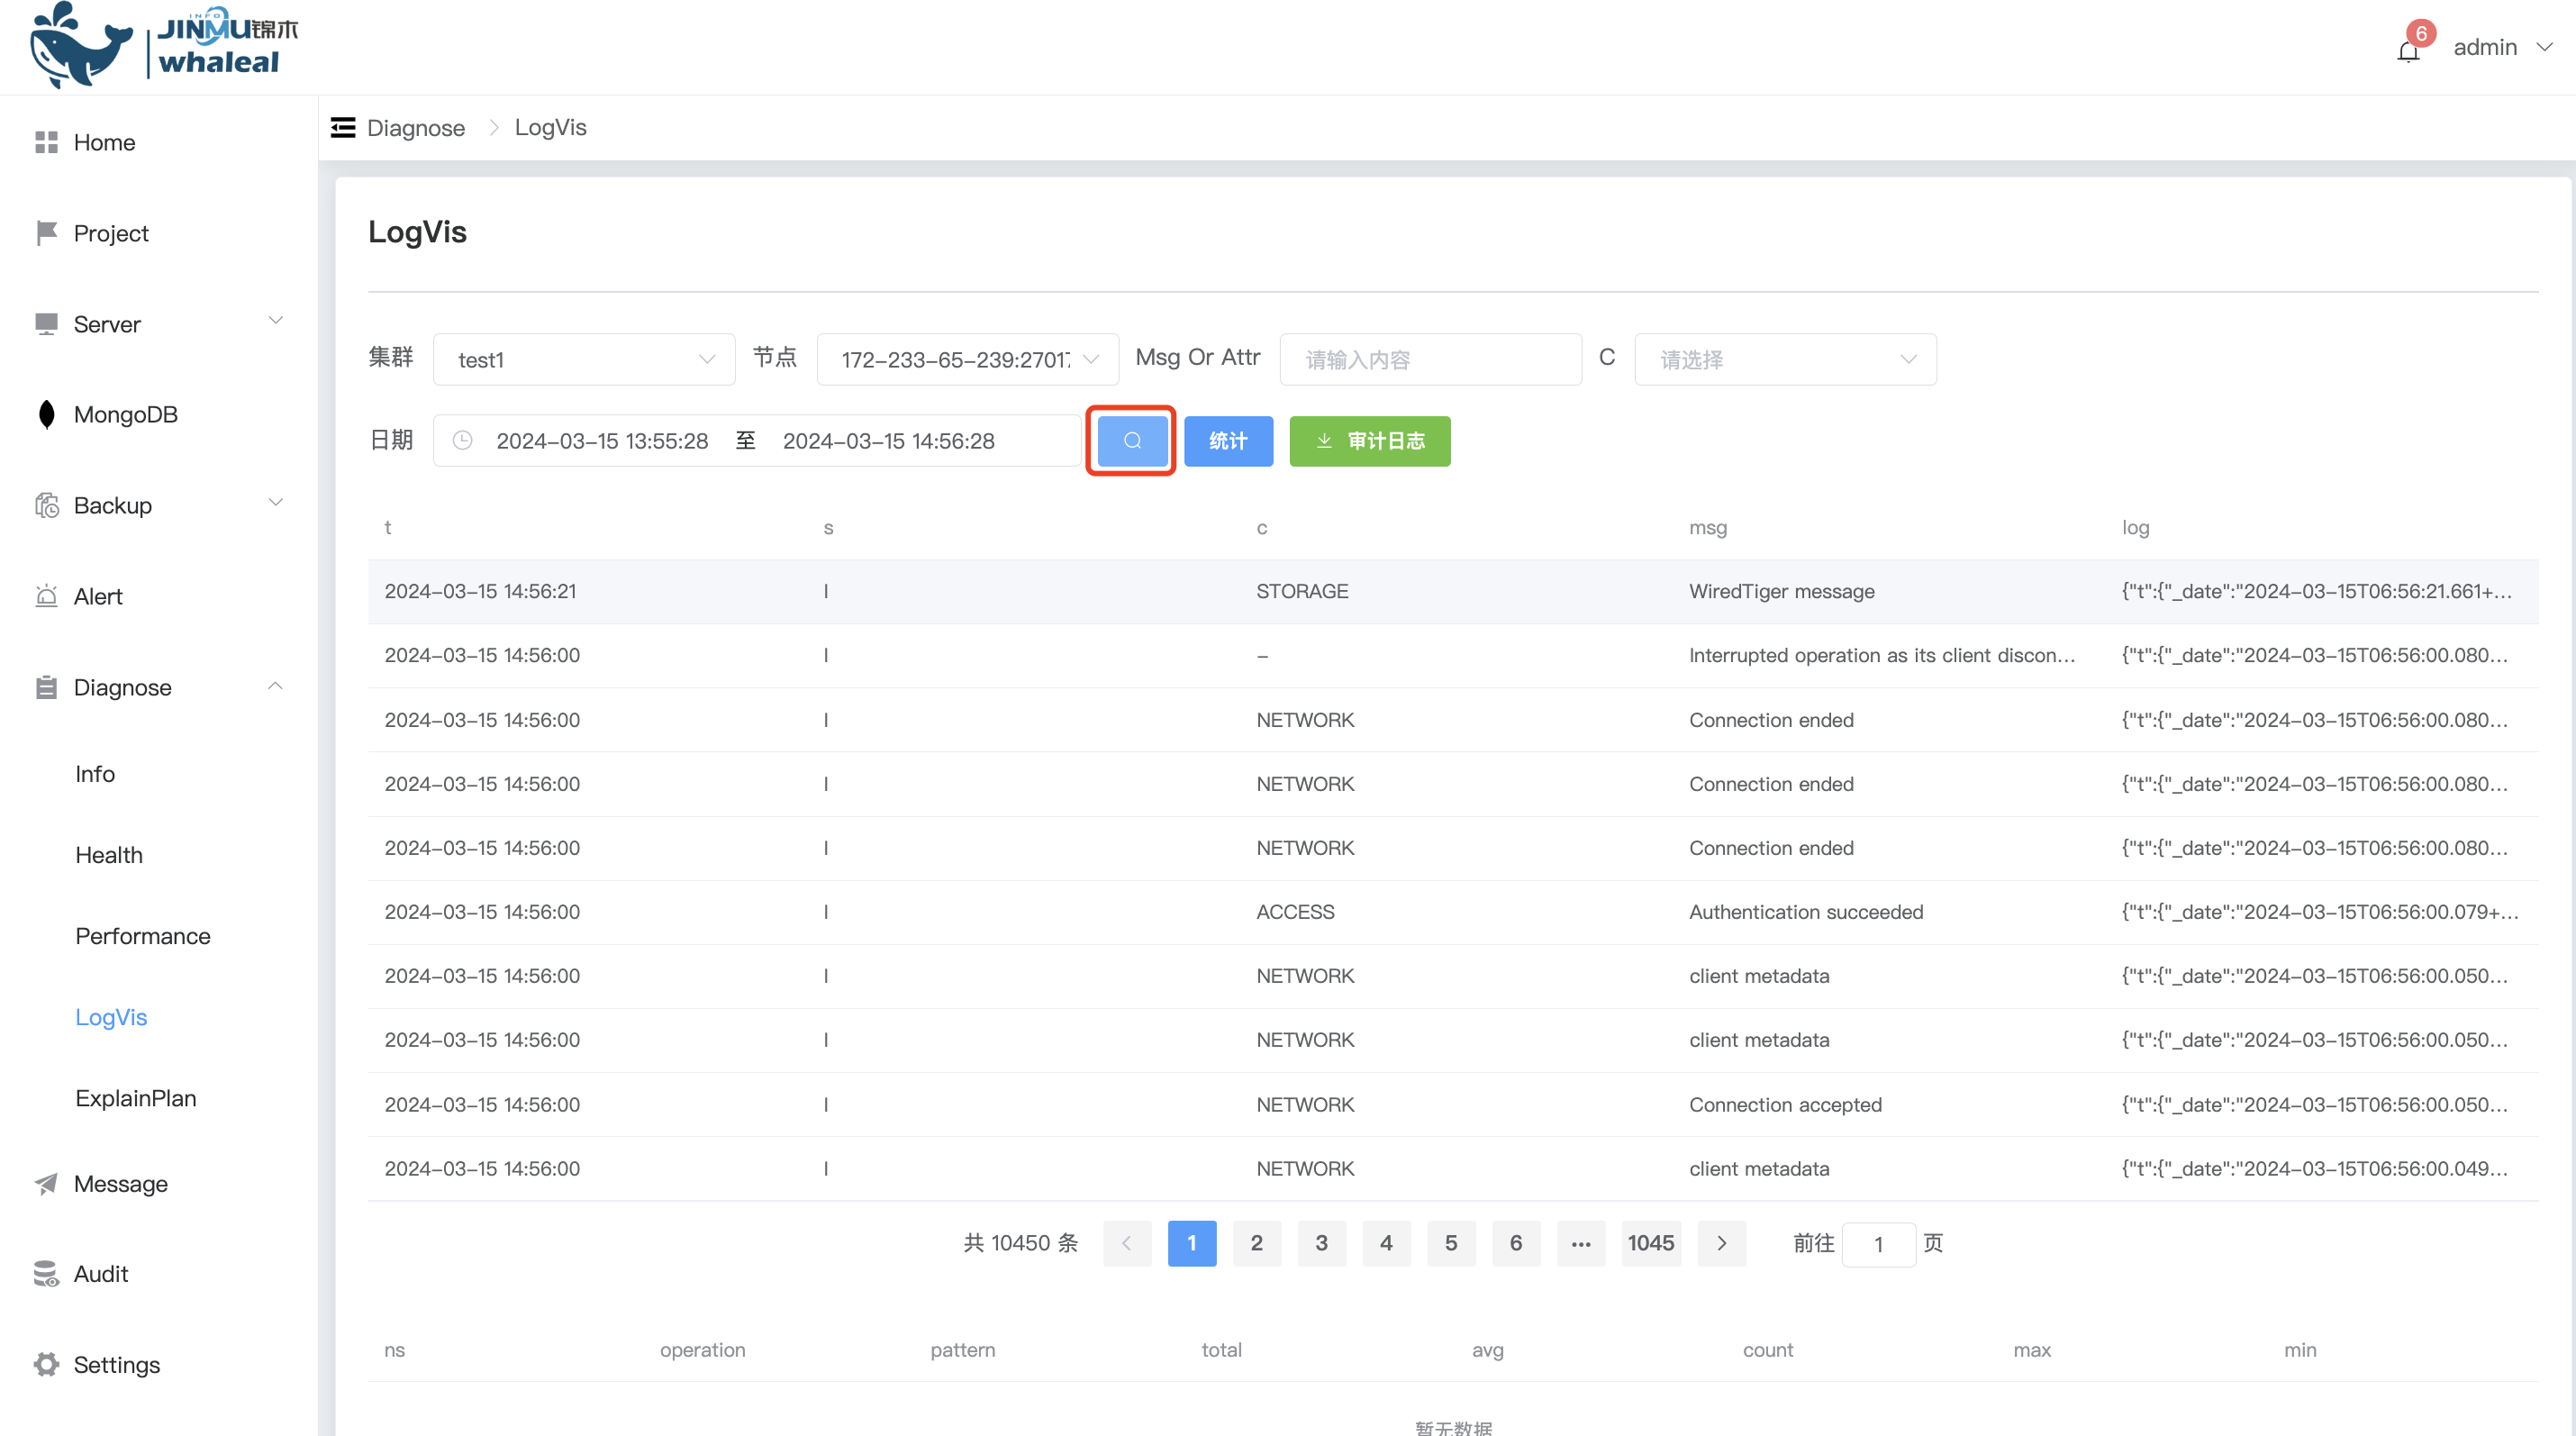 INFO
JINMU锦木
whaleal
6
admin
Home
Project
Server
MongoDB
Backup
Alert
Diagnose
Info
Health
Performance
LogVis
ExplainPlan
Message
Audit
Settings
Diagnose LogVis
LogVis
集群 test1 节点 172-233-65-239:27017 Msg Or Attr 请输入内容 C 请选择
日期 2024-03-15 13:55:28 至 2024-03-15 14:56:28 统计 审计日志
t s c msg log
2024-03-15 14:56:21 I STORAGE WiredTiger message {"t":{"_date":"2024-03-15T06:56:21.661+...
2024-03-15 14:56:00 I - Interrupted operation as its client discon... {"t":{"_date":"2024-03-15T06:56:00.080...
2024-03-15 14:56:00 I NETWORK Connection ended {"t":{"_date":"2024-03-15T06:56:00.080...
2024-03-15 14:56:00 I NETWORK Connection ended {"t":{"_date":"2024-03-15T06:56:00.080...
2024-03-15 14:56:00 I NETWORK Connection ended {"t":{"_date":"2024-03-15T06:56:00.080...
2024-03-15 14:56:00 I ACCESS Authentication succeeded {"t":{"_date":"2024-03-15T06:56:00.079+...
2024-03-15 14:56:00 I NETWORK client metadata {"t":{"_date":"2024-03-15T06:56:00.050...
2024-03-15 14:56:00 I NETWORK client metadata {"t":{"_date":"2024-03-15T06:56:00.050...
2024-03-15 14:56:00 I NETWORK Connection accepted {"t":{"_date":"2024-03-15T06:56:00.050...
2024-03-15 14:56:00 I NETWORK client metadata {"t":{"_date":"2024-03-15T06:56:00.049...
共 10450 条 1 2 3 4 5 6 ... 1045 前往 1 页
ns operation pattern total avg count max min
暂无数据